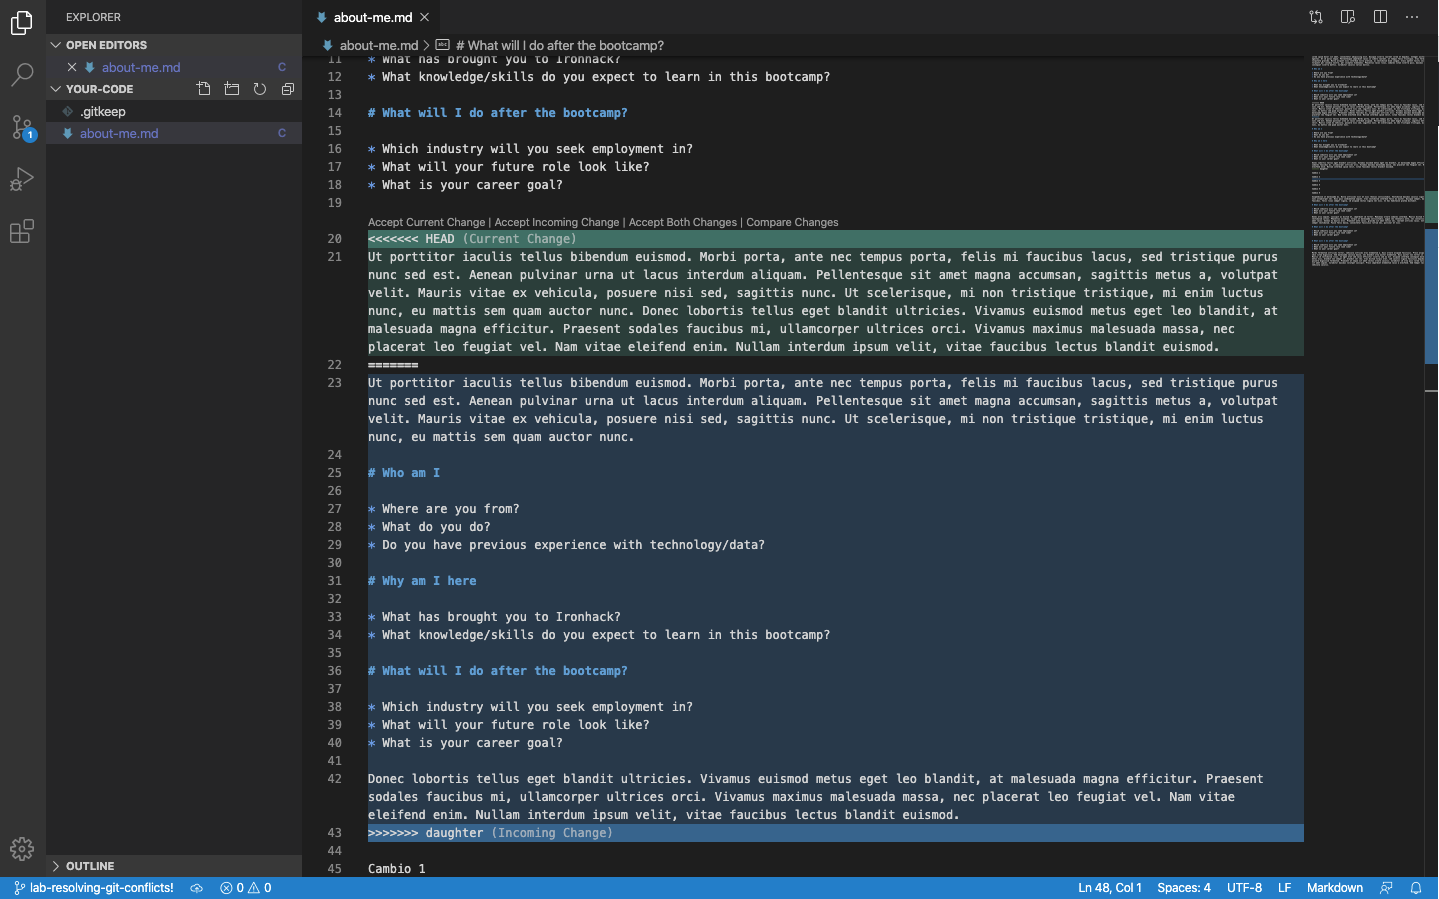 EXPLORER
OPEN EDITORS
about-me.md C
YOUR-CODE
.gitkeep
about-me.md C
OUTLINE
about-me.md
about-me.md > # What will I do after the bootcamp?
11 * What has brought you to Ironhack?
12 * What knowledge/skills do you expect to learn in this bootcamp?
13
14 # What will I do after the bootcamp?
15
16 * Which industry will you seek employment in?
17 * What will your future role look like?
18 * What is your career goal?
19
Accept Current Change | Accept Incoming Change | Accept Both Changes | Compare Changes
20 <<<<<<< HEAD (Current Change)
21 Ut porttitor iaculis tellus bibendum euismod. Morbi porta, ante nec tempus porta, felis mi faucibus lacus, sed tristique purus
nunc sed est. Aenean pulvinar urna ut lacus interdum aliquam. Pellentesque sit amet magna accumsan, sagittis metus a, volutpat
velit. Mauris vitae ex vehicula, posuere nisi sed, sagittis nunc. Ut scelerisque, mi non tristique tristique, mi enim luctus
nunc, eu mattis sem quam auctor nunc. Donec lobortis tellus eget blandit ultricies. Vivamus euismod metus eget leo blandit, at
malesuada magna efficitur. Praesent sodales faucibus mi, ullamcorper ultrices orci. Vivamus maximus malesuada massa, nec
placerat leo feugiat vel. Nam vitae eleifend enim. Nullam interdum ipsum velit, vitae faucibus lectus blandit euismod.
22 =======
23 Ut porttitor iaculis tellus bibendum euismod. Morbi porta, ante nec tempus porta, felis mi faucibus lacus, sed tristique purus
nunc sed est. Aenean pulvinar urna ut lacus interdum aliquam. Pellentesque sit amet magna accumsan, sagittis metus a, volutpat
velit. Mauris vitae ex vehicula, posuere nisi sed, sagittis nunc. Ut scelerisque, mi non tristique tristique, mi enim luctus
nunc, eu mattis sem quam auctor nunc.
24
25 # Who am I
26
27 * Where are you from?
28 * What do you do?
29 * Do you have previous experience with technology/data?
30
31 # Why am I here
32
33 * What has brought you to Ironhack?
34 * What knowledge/skills do you expect to learn in this bootcamp?
35
36 # What will I do after the bootcamp?
37
38 * Which industry will you seek employment in?
39 * What will your future role look like?
40 * What is your career goal?
41
42 Donec lobortis tellus eget blandit ultricies. Vivamus euismod metus eget leo blandit, at malesuada magna efficitur. Praesent
sodales faucibus mi, ullamcorper ultrices orci. Vivamus maximus malesuada massa, nec placerat leo feugiat vel. Nam vitae
eleifend enim. Nullam interdum ipsum velit, vitae faucibus lectus blandit euismod.
43 >>>>>>> daughter (Incoming Change)
44
45 Cambio 1
1
lab-resolving-git-conflicts! 0 0 Ln 48, Col 1 Spaces: 4 UTF-8 LF Markdown